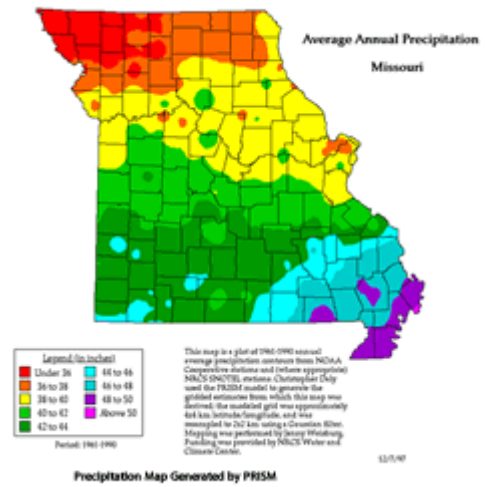 Average Annual Precipitation
Missouri
Legend (in inches)
Under 36
36 to 38
38 to 40
40 to 42
42 to 44
44 to 46
46 to 48
48 to 50
Above 50
Period: 1961-1990
This map is a plot of 1961-1990 annual
average precipitation contours from NOAA
Cooperative stations and (where appropriate)
NRCS SNOTEL stations. Christopher Daly
used the PRISM model to generate the
gridded estimates from which this map was
derived; the modeled grid was approximately
4x4 km latitude/longitude, and was
resampled to 2x2 km using a Gaussian filter.
Mapping was performed by Jenny Weisburg.
Funding was provided by NRCS Water and
Climate Center.
12/7/97
Precipitation Map Generated by PRISM